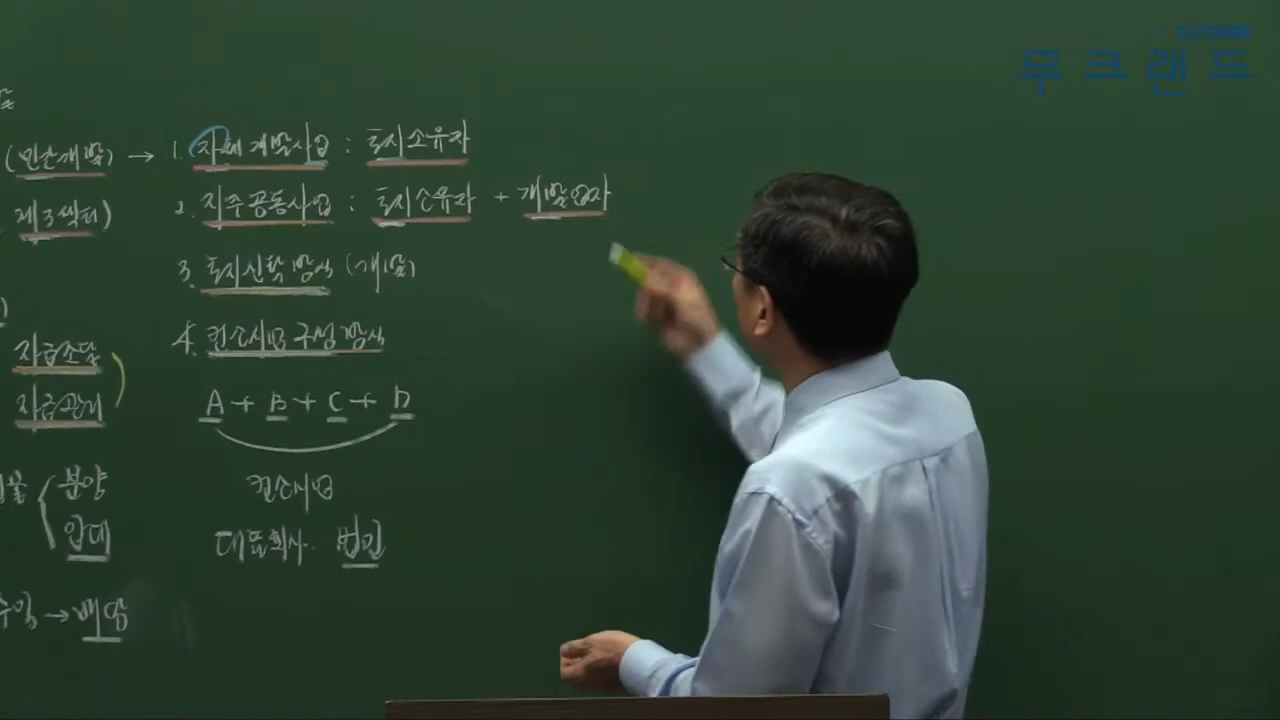 무크랜드
(민간개발) → 1. 자체개발사업 : 토지소유자
제3섹터) 2. 지주공동사업 : 토지소유자 + 개발업자
3. 토지신탁방식 (개발)
자금조달 4. 컨소시엄구성방식
자금관리 A + B + C + D
분양 컨소시엄
임대 대표회사. 법인
수익 → 배당